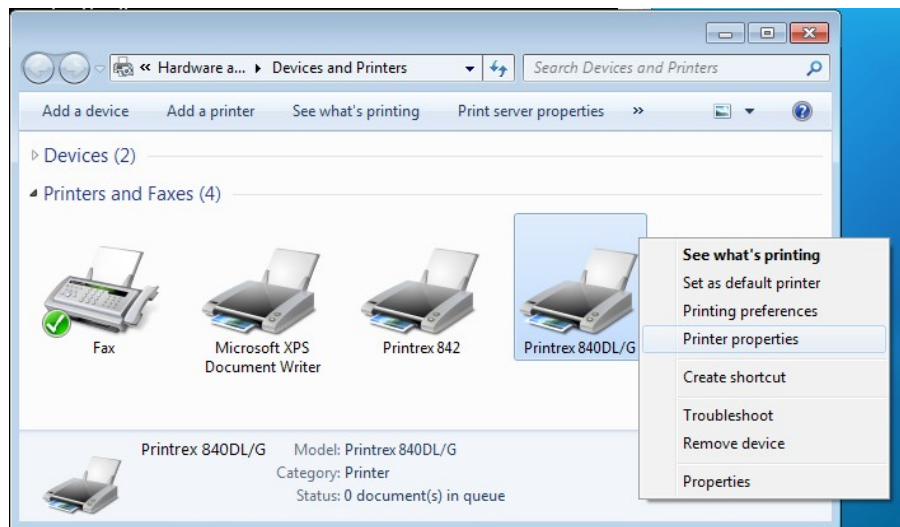 « Hardware a... ▸ Devices and Printers
Search Devices and Printers
Add a device Add a printer See what's printing Print server properties »
Devices (2)
Printers and Faxes (4)
Fax
Microsoft XPS
Document Writer
Printrex 842
Printrex 840DL/G
See what's printing
Set as default printer
Printing preferences
Printer properties
Create shortcut
Troubleshoot
Remove device
Properties
Printrex 840DL/G Model: Printrex 840DL/G
Category: Printer
Status: 0 document(s) in queue